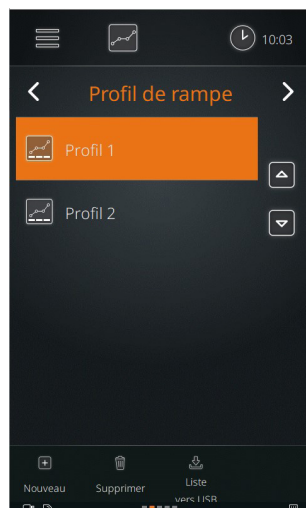 10:03
Profil de rampe
Profil 1
Profil 2
Nouveau
Supprimer
Liste
vers USB